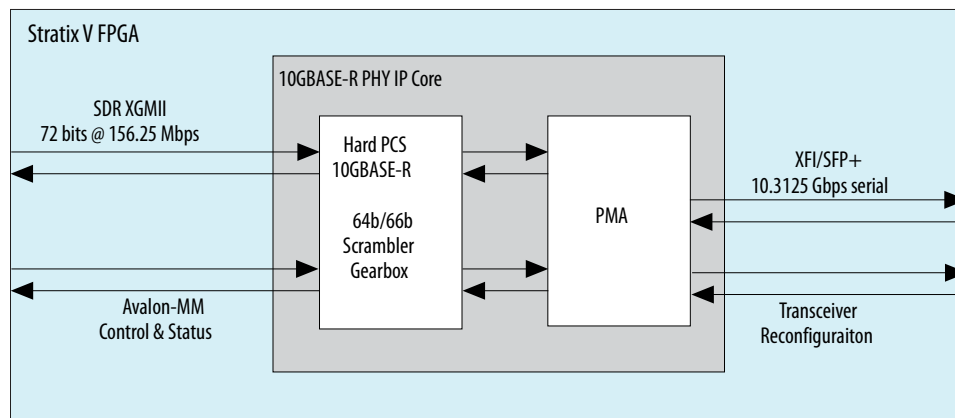 Stratix V FPGA
10GBASE-R PHY IP Core
SDR XGMII
72 bits @ 156.25 Mbps
Hard PCS
10GBASE-R
64b/66b
Scrambler
Gearbox
PMA
XFI/SFP+
10.3125 Gbps serial
Avalon-MM
Control & Status
Transceiver
Reconfiguraiton